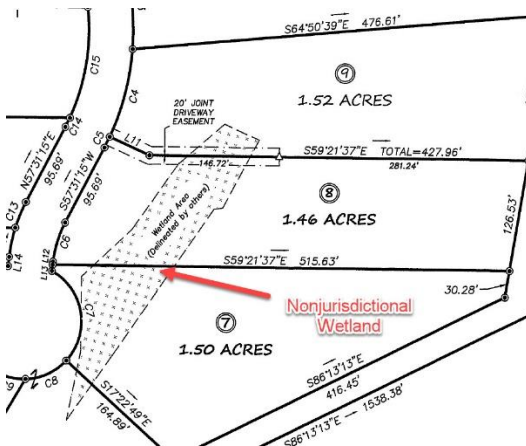 S64°50'39"E 476.61'
C15
C4
9
1.52 ACRES
20' JOINT
DRIVEWAY
EASEMENT
C14
C5
L11
N57°31'15"E
95.69'
S57°31'15"W
95.69'
146.72'
S59°21'37"E TOTAL=427.96'
281.24'
8
1.46 ACRES
126.53'
Wetland Area
(Delineated by others)
C13
C6
L14
L12
L13
S59°21'37"E 515.63'
30.28'
Nonjurisdictional
Wetland
C7
7
1.50 ACRES
S86°13'13"E
416.45'
S86°13'13"E 1538.38'
C8
S17°22'49"E
164.89'